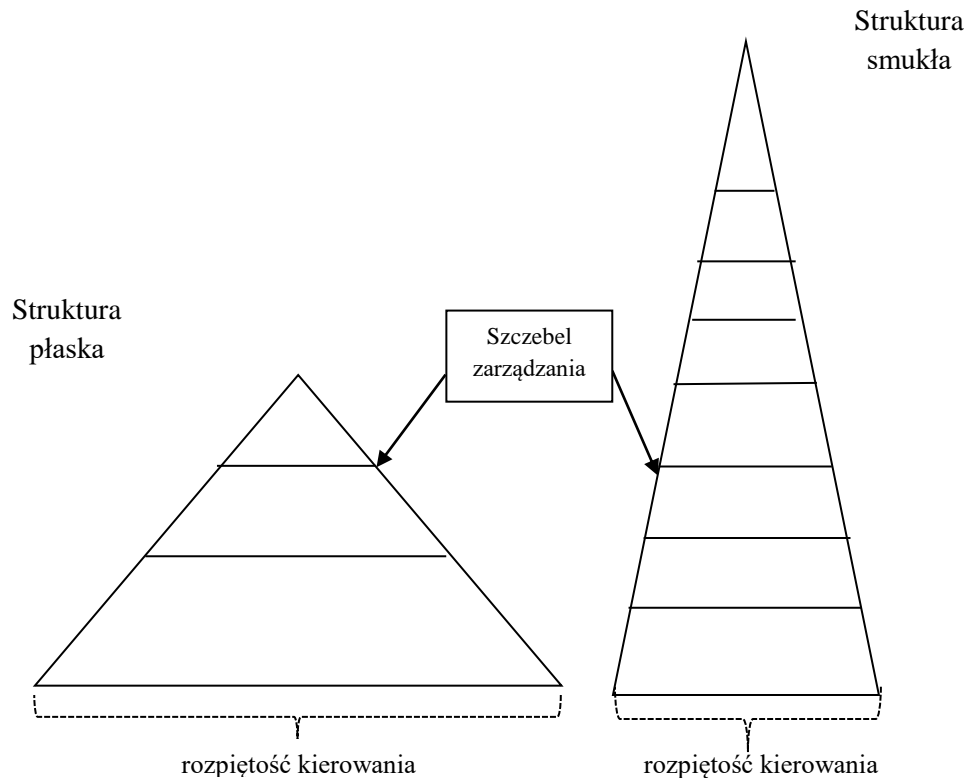 Struktura
smukła
Struktura
płaska
Szczebel
zarządzania
rozpiętość kierowania
rozpiętość kierowania